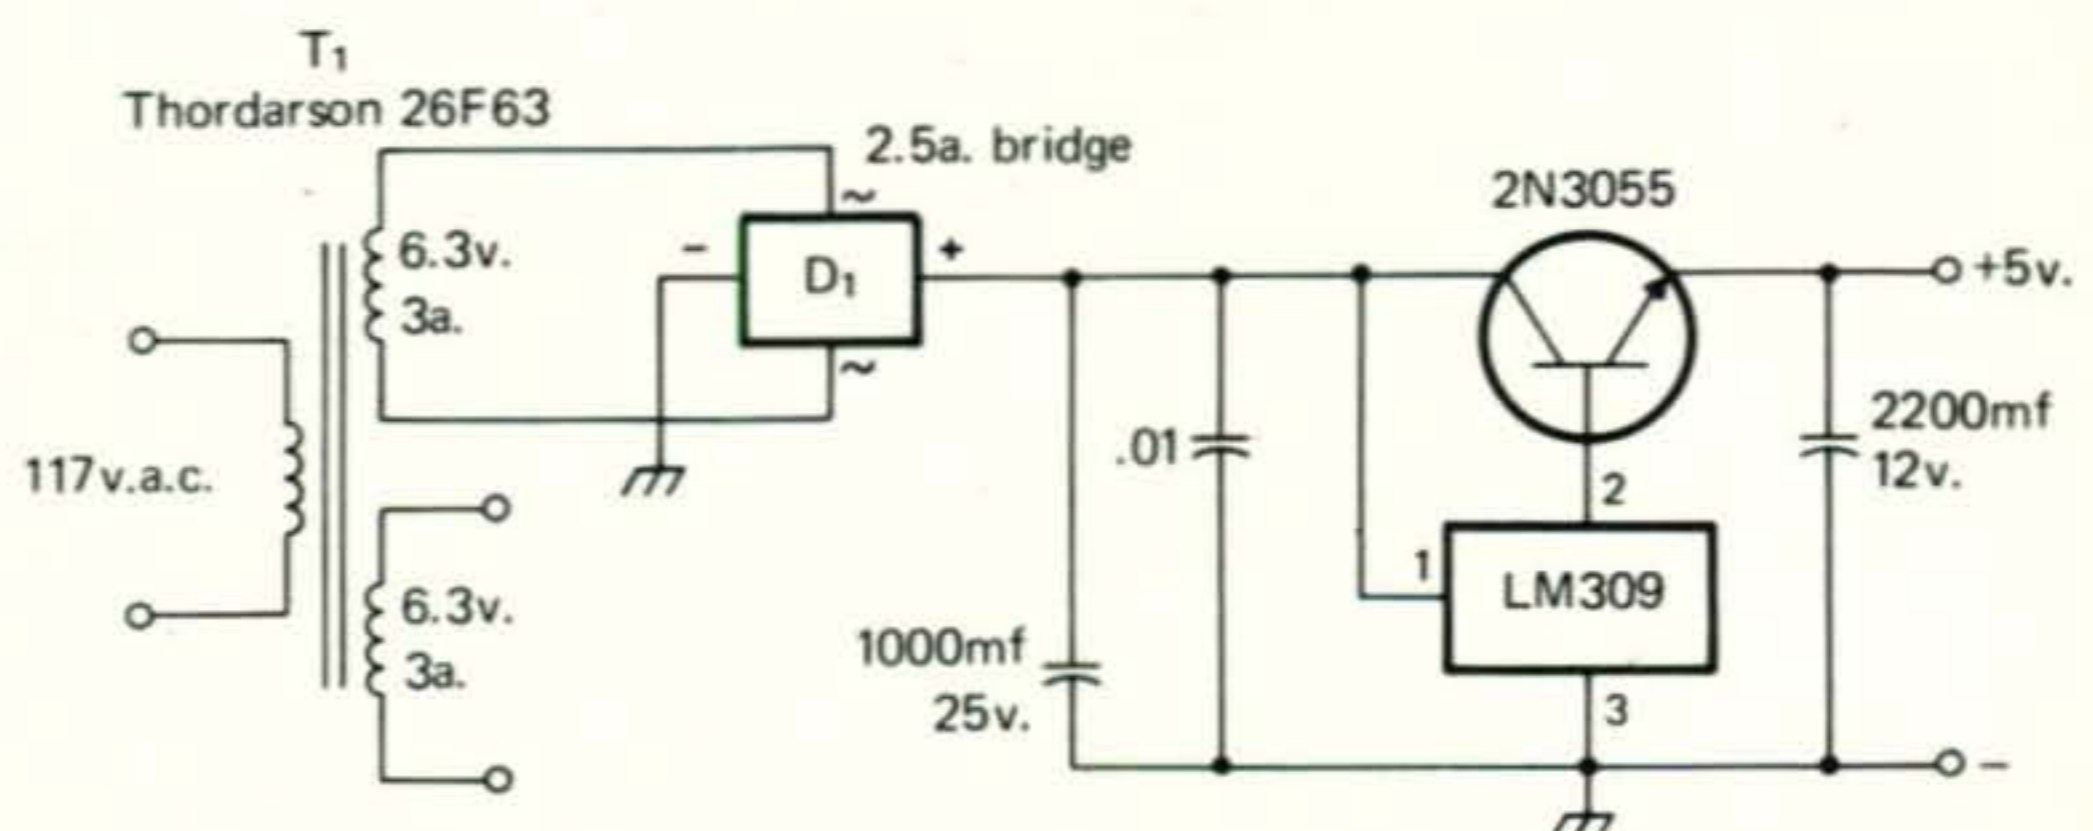 T1
Thordarson 26F63
2.5a. bridge
~
2N3055
6.3v.
3a.
-
D1
+
+5v.
~
117v.a.c.
.01
2200mf
12v.
2
1
LM309
6.3v.
3a.
1000mf
25v.
3
-